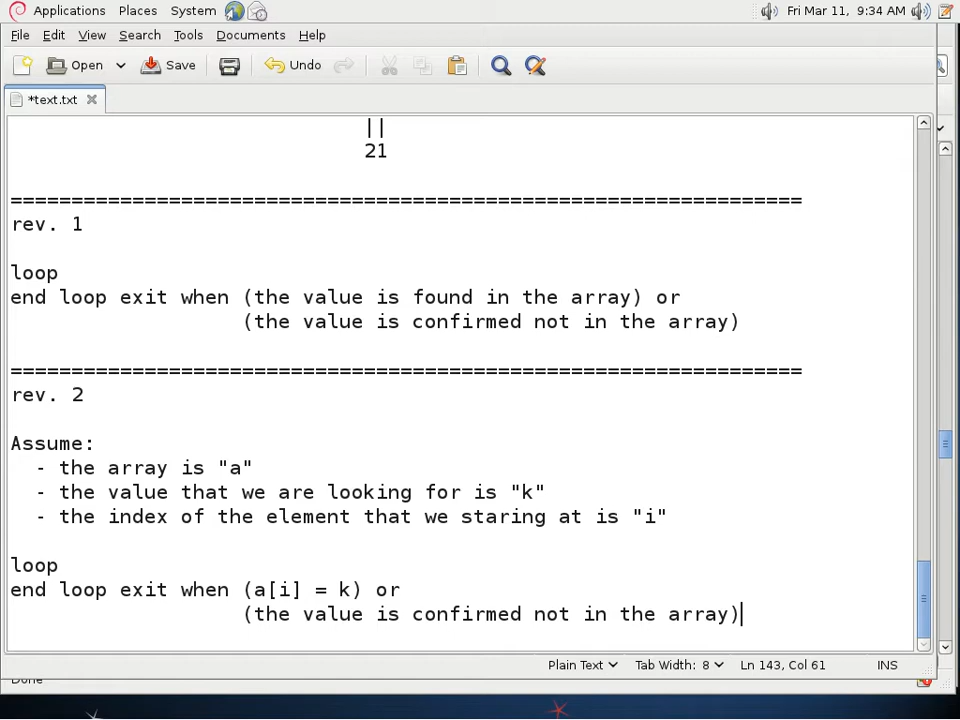 Applications Places System Fri Mar 11, 9:34 AM
File Edit View Search Tools Documents Help
Open Save Undo
*text.txt
||
21
=================================================================
rev. 1
loop
end loop exit when (the value is found in the array) or
(the value is confirmed not in the array)
=================================================================
rev. 2
Assume:
- the array is "a"
- the value that we are looking for is "k"
- the index of the element that we staring at is "i"
loop
end loop exit when (a[i] = k) or
(the value is confirmed not in the array)
Plain Text Tab Width: 8 Ln 143, Col 61 INS
Done